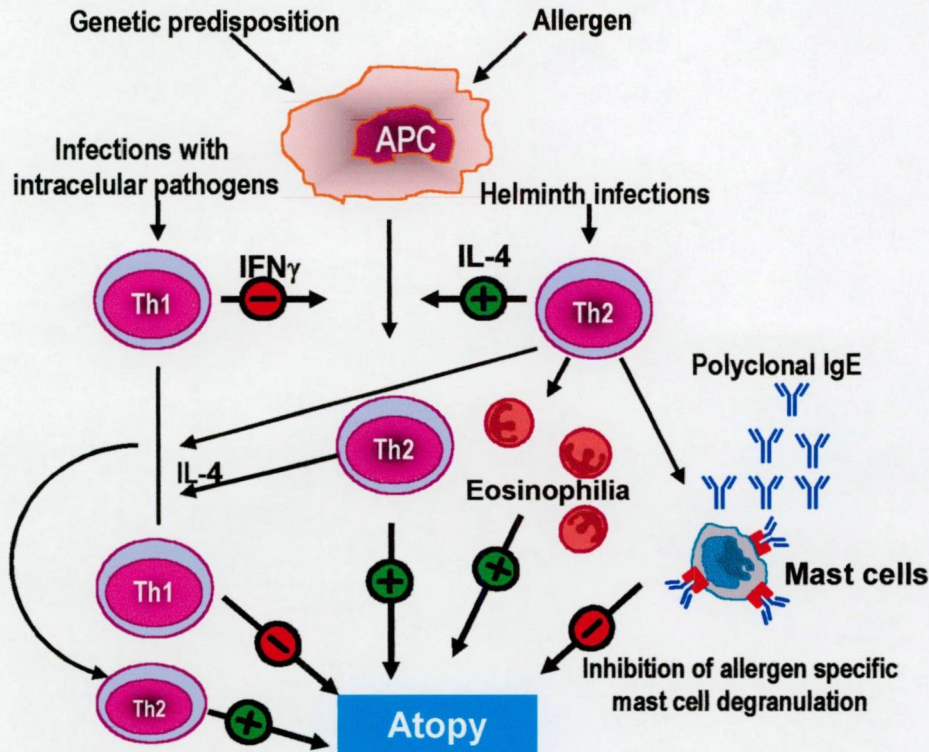 Genetic predisposition
Allergen
APC
Infections with
intracelular pathogens
Helminth infections
IFNγ
IL-4
Th1
−
+
Th2
Polyclonal IgE
Th2
IL-4
Eosinophilia
Th1
+
+
Mast cells
−
−
Inhibition of allergen specific
mast cell degranulation
Th2
+
Atopy